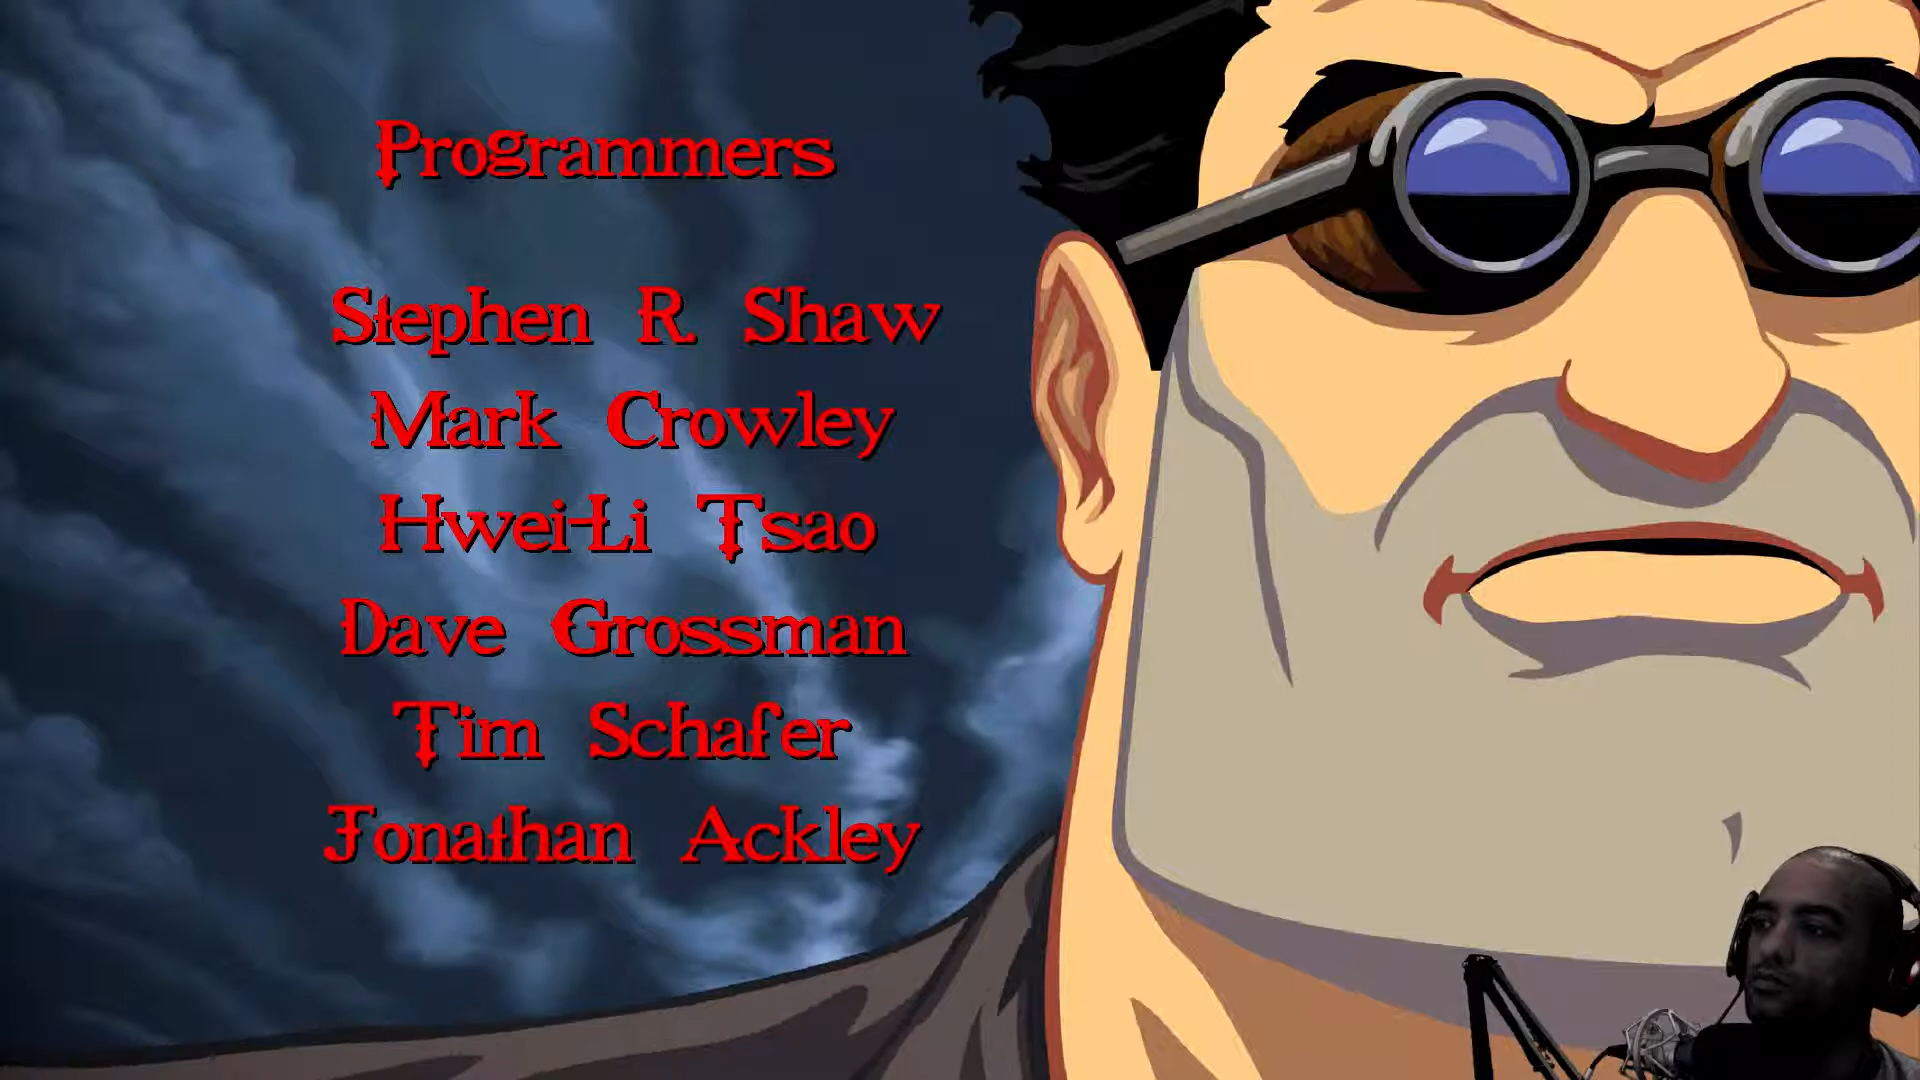 Programmers
Stephen R. Shaw
Mark Crowley
Hwei-Li Tsao
Dave Grossman
Tim Schafer
Jonathan Ackley